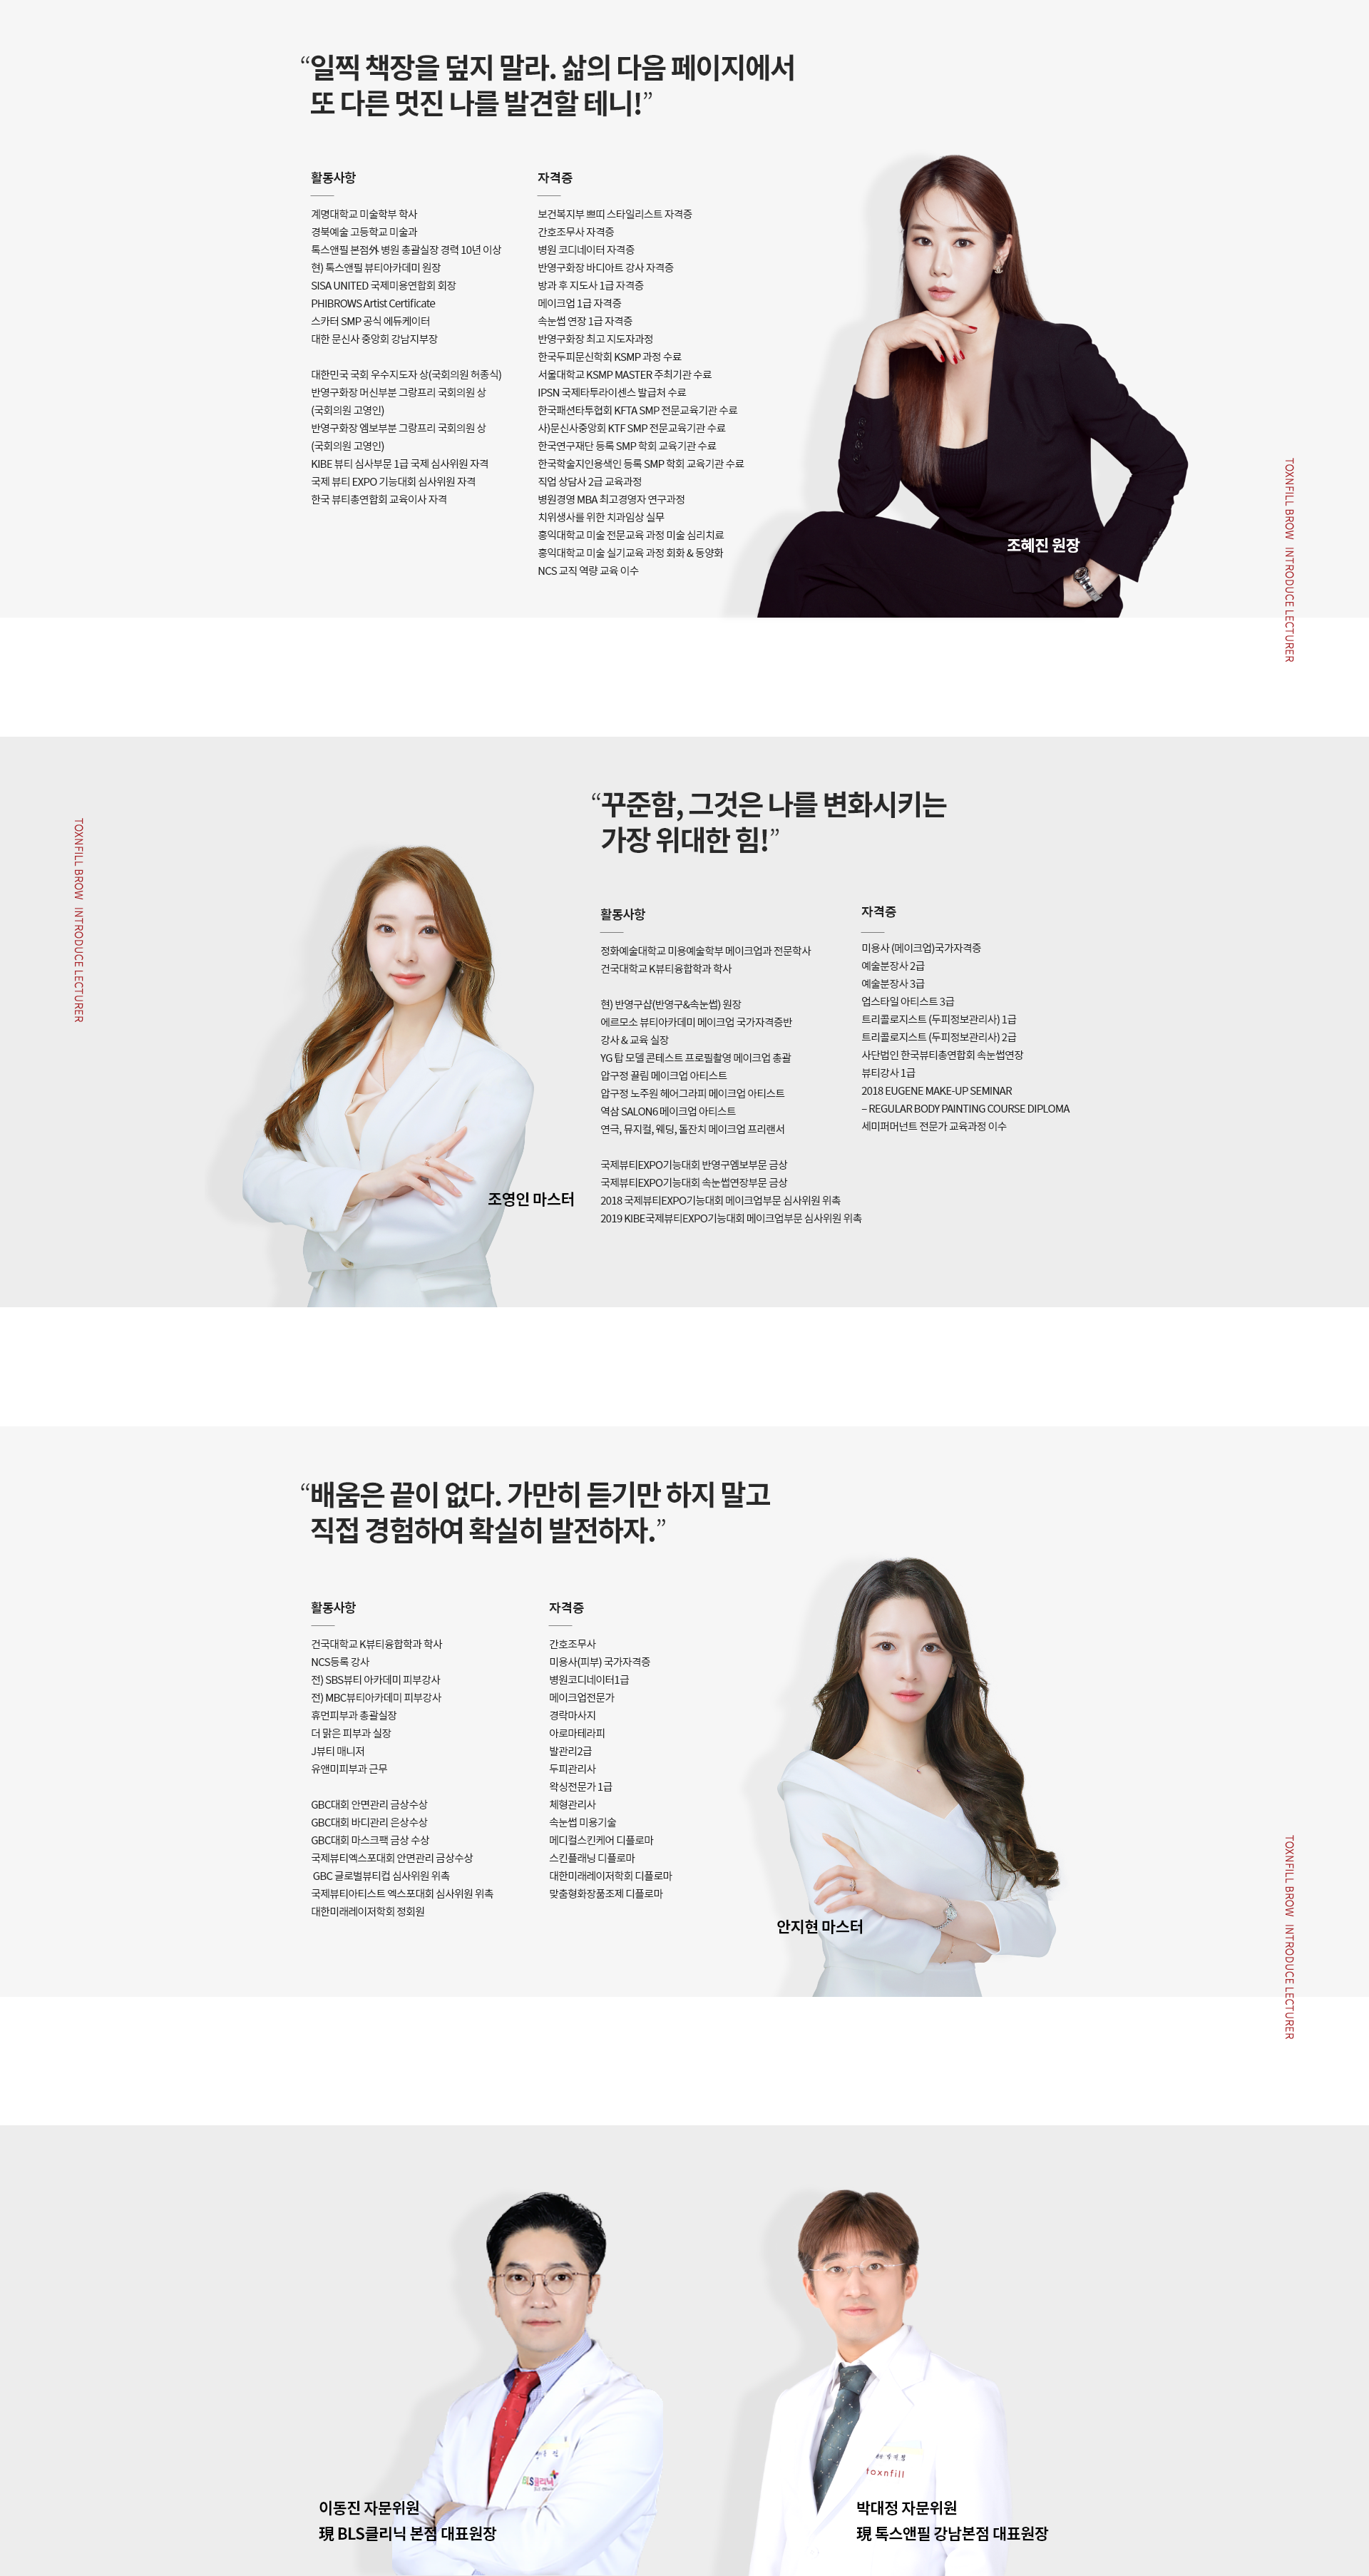 “일찍 책장을 덮지 말라. 삶의 다음 페이지에서
또 다른 멋진 나를 발견할 테니!”
활동사항
계명대학교 미술학부 학사
경북예술 고등학교 미술과
톡스앤필 본점外 병원 총괄실장 경력 10년 이상
현) 톡스앤필 뷰티아카데미 원장
SISA UNITED 국제미용연합회 회장
PHIBROWS Artist Certificate
스카터 SMP 공식 에듀케이터
대한 문신사 중앙회 강남지부장
대한민국 국회 우수지도자 상(국회의원 허종식)
반영구화장 머신부분 그랑프리 국회의원 상
(국회의원 고영인)
반영구화장 엠보부분 그랑프리 국회의원 상
(국회의원 고영인)
KIBE 뷰티 심사부문 1급 국제 심사위원 자격
국제 뷰티 EXPO 기능대회 심사위원 자격
한국 뷰티총연합회 교육이사 자격
자격증
보건복지부 쁘띠 스타일리스트 자격증
간호조무사 자격증
병원 코디네이터 자격증
반영구화장 바디아트 강사 자격증
방과 후 지도사 1급 자격증
메이크업 1급 자격증
속눈썹 연장 1급 자격증
반영구화장 최고 지도자과정
한국두피문신학회 KSMP 과정 수료
서울대학교 KSMP MASTER 주최기관 수료
IPSN 국제타투라이센스 발급처 수료
한국패션타투협회 KFTA SMP 전문교육기관 수료
사)문신사중앙회 KTF SMP 전문교육기관 수료
한국연구재단 등록 SMP 학회 교육기관 수료
한국학술지인용색인 등록 SMP 학회 교육기관 수료
직업 상담사 2급 교육과정
병원경영 MBA 최고경영자 연구과정
치위생사를 위한 치과임상 실무
홍익대학교 미술 전문교육 과정 미술 심리치료
홍익대학교 미술 실기교육 과정 회화 & 동양화
NCS 교직 역량 교육 이수
조혜진 원장
TOXNFILL BROW INTRODUCE LECTURER
TOXNFILL BROW INTRODUCE LECTURER
“꾸준함, 그것은 나를 변화시키는
가장 위대한 힘!”
활동사항
정화예술대학교 미용예술학부 메이크업과 전문학사
건국대학교 K뷰티융합학과 학사
현) 반영구샵(반영구&속눈썹) 원장
에르모소 뷰티아카데미 메이크업 국가자격증반
강사 & 교육 실장
YG 탑 모델 콘테스트 프로필촬영 메이크업 총괄
압구정 끌림 메이크업 아티스트
압구정 노주원 헤어그라피 메이크업 아티스트
역삼 SALON6 메이크업 아티스트
연극, 뮤지컬, 웨딩, 돌잔치 메이크업 프리랜서
국제뷰티EXPO기능대회 반영구엠보부문 금상
국제뷰티EXPO기능대회 속눈썹연장부문 금상
2018 국제뷰티EXPO기능대회 메이크업부문 심사위원 위촉
2019 KIBE국제뷰티EXPO기능대회 메이크업부문 심사위원 위촉
자격증
미용사 (메이크업)국가자격증
예술분장사 2급
예술분장사 3급
업스타일 아티스트 3급
트리콜로지스트 (두피정보관리사) 1급
트리콜로지스트 (두피정보관리사) 2급
사단법인 한국뷰티총연합회 속눈썹연장
뷰티강사 1급
2018 EUGENE MAKE-UP SEMINAR
– REGULAR BODY PAINTING COURSE DIPLOMA
세미퍼머넌트 전문가 교육과정 이수
조영인 마스터
“배움은 끝이 없다. 가만히 듣기만 하지 말고
직접 경험하여 확실히 발전하자.”
활동사항
건국대학교 K뷰티융합학과 학사
NCS등록 강사
전) SBS뷰티 아카데미 피부강사
전) MBC뷰티아카데미 피부강사
휴먼피부과 총괄실장
더 맑은 피부과 실장
J뷰티 매니저
유앤미피부과 근무
GBC대회 안면관리 금상수상
GBC대회 바디관리 은상수상
GBC대회 마스크팩 금상 수상
국제뷰티엑스포대회 안면관리 금상수상
GBC 글로벌뷰티컵 심사위원 위촉
국제뷰티아티스트 엑스포대회 심사위원 위촉
대한미래레이저학회 정회원
자격증
간호조무사
미용사(피부) 국가자격증
병원코디네이터1급
메이크업전문가
경락마사지
아로마테라피
발관리2급
두피관리사
왁싱전문가 1급
체형관리사
속눈썹 미용기술
메디컬스킨케어 디플로마
스킨플래닝 디플로마
대한미래레이저학회 디플로마
맞춤형화장품조제 디플로마
안지현 마스터
TOXNFILL BROW INTRODUCE LECTURER
BLS클리닉
toxnfill
이동진 자문위원
現 BLS클리닉 본점 대표원장
박대정 자문위원
現 톡스앤필 강남본점 대표원장